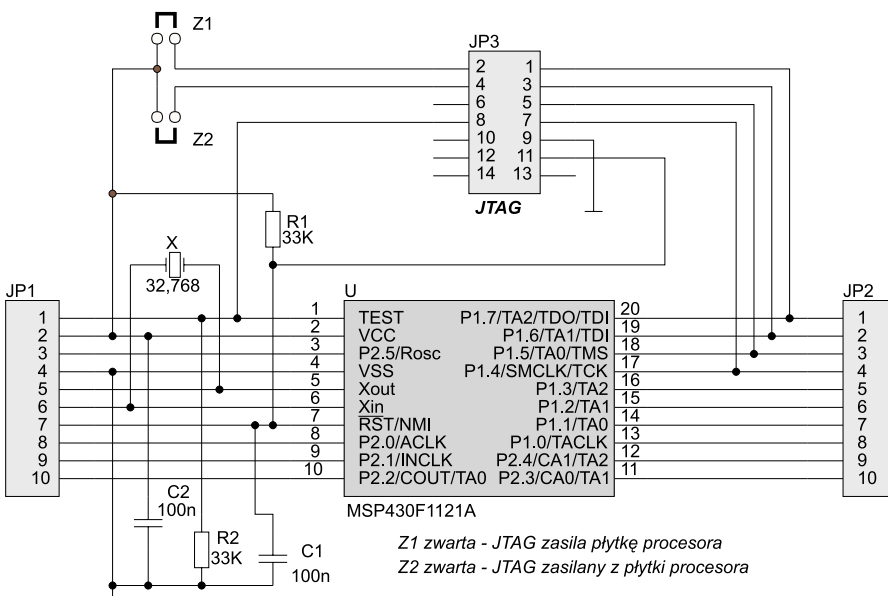 Z1
Z2
JP3
2 1
4 3
6 5
8 7
10 9
12 11
14 13
JTAG
R1
33K
X
32,768
JP1
1
2
3
4
5
6
7
8
9
10
U
1 TEST P1.7/TA2/TDO/TDI 20
2 VCC P1.6/TA1/TDI 19
3 P2.5/Rosc P1.5/TA0/TMS 18
4 VSS P1.4/SMCLK/TCK 17
5 Xout P1.3/TA2 16
6 Xin P1.2/TA1 15
7 RST/NMI P1.1/TA0 14
8 P2.0/ACLK P1.0/TACLK 13
9 P2.1/INCLK P2.4/CA1/TA2 12
10 P2.2/COUT/TA0 P2.3/CA0/TA1 11
MSP430F1121A
JP2
1
2
3
4
5
6
7
8
9
10
C2
100n
R2
33K
C1
100n
Z1 zwarta - JTAG zasila płytkę procesora
Z2 zwarta - JTAG zasilany z płytki procesora